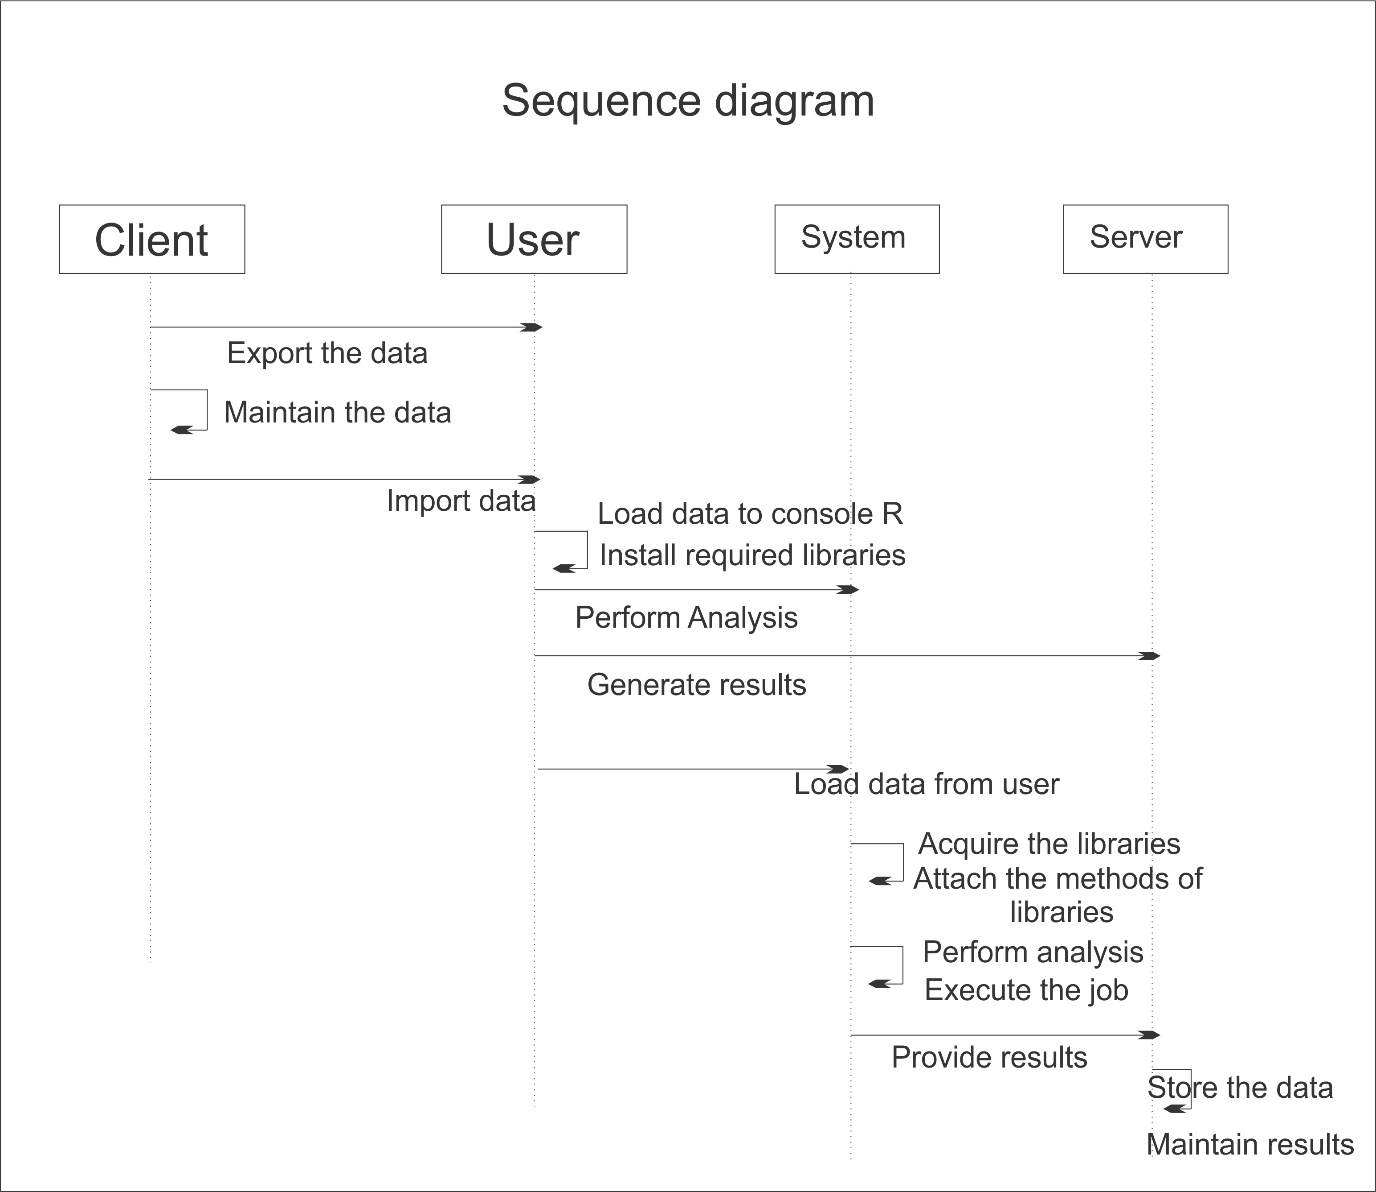 Sequence diagram
Client
User
System
Server
Export the data
Maintain the data
Import data
Load data to console R
Install required libraries
Perform Analysis
Generate results
Load data from user
Acquire the libraries
Attach the methods of
libraries
Perform analysis
Execute the job
Provide results
Store the data
Maintain results